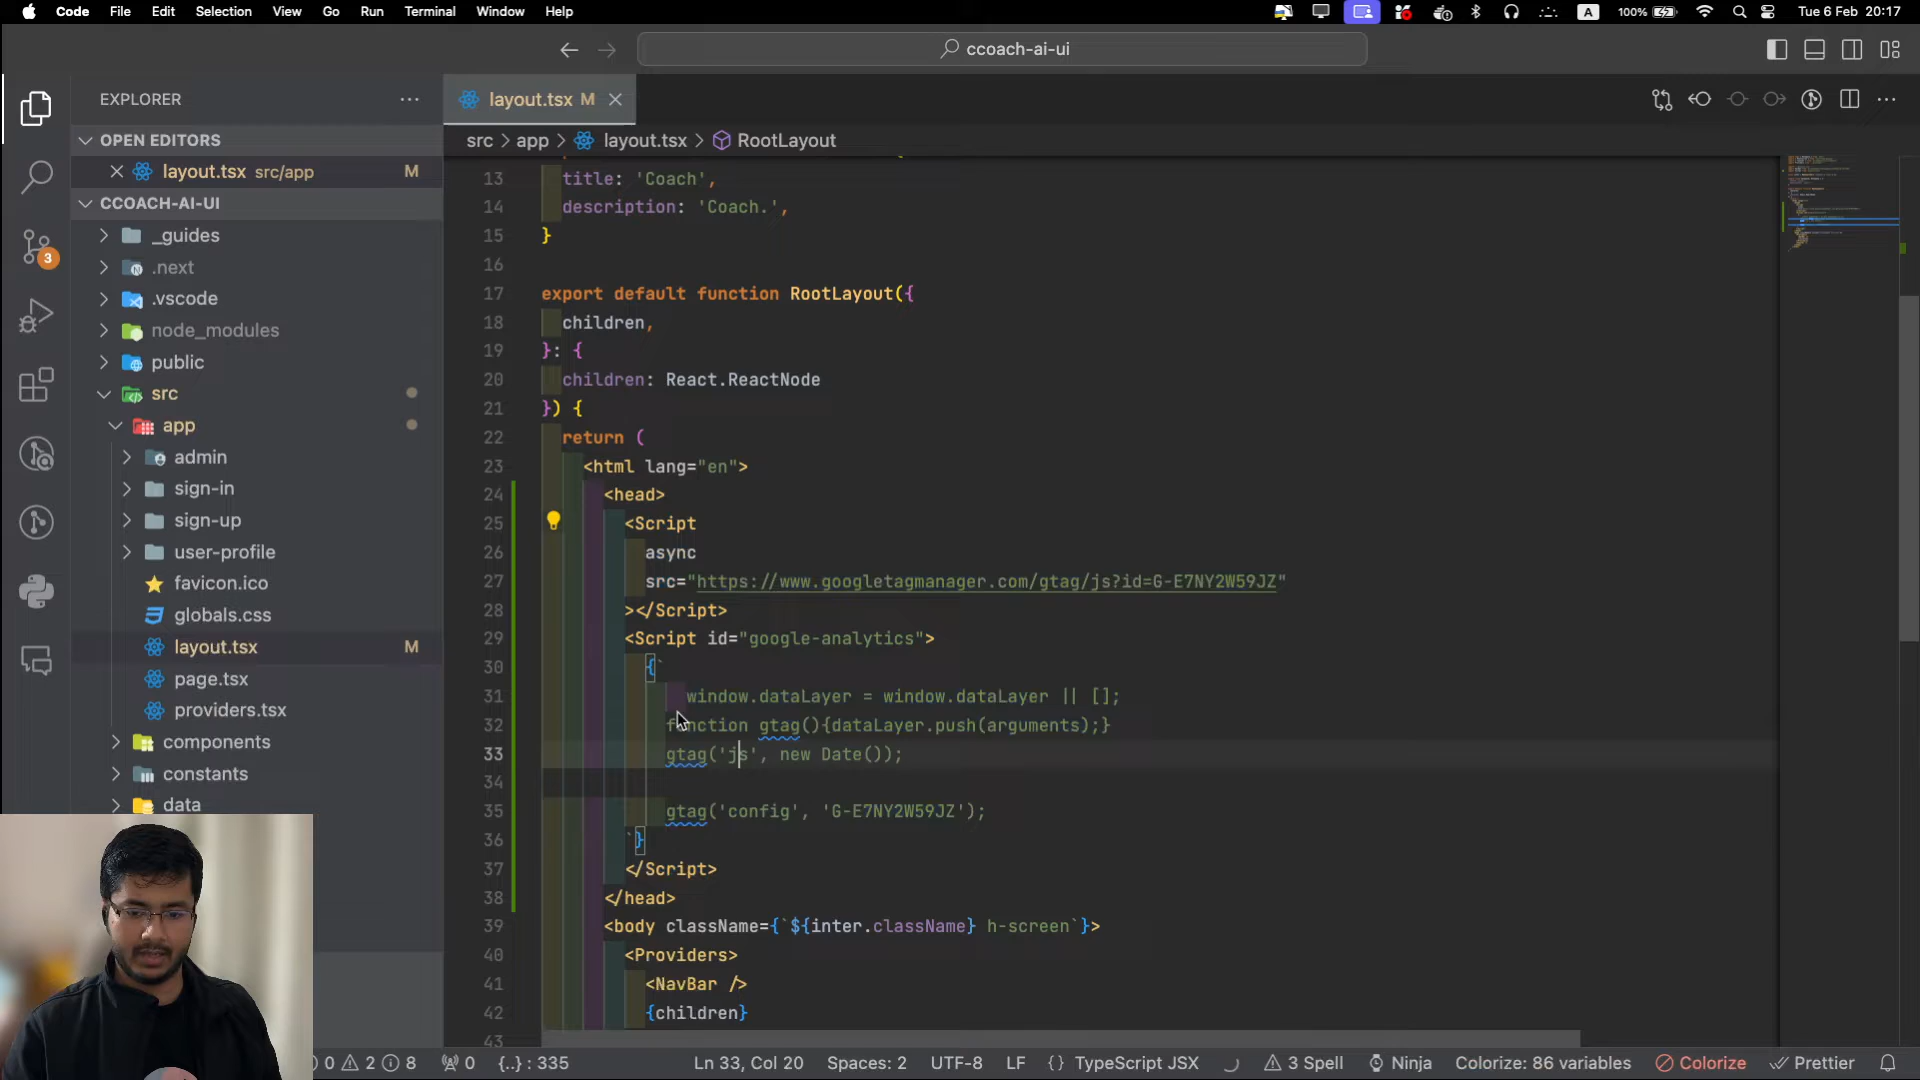 Code File Edit Selection View Go Run Terminal Window Help
A 100% Tue 6 Feb 20:17
ccoach-ai-ui
EXPLORER
layout.tsx M
OPEN EDITORS
src > app > layout.tsx > RootLayout
layout.tsx src/app M
CCOACH-AI-UI
_guides
.next
.vscode
node_modules
public
src
app
admin
sign-in
sign-up
user-profile
favicon.ico
globals.css
layout.tsx M
page.tsx
providers.tsx
components
constants
data
3
13 title: 'Coach',
14 description: 'Coach.',
15 }
16
17 export default function RootLayout({
18 children,
19 }: {
20 children: React.ReactNode
21 }) {
22 return (
23 <html lang="en">
24 <head>
25 <Script
26 async
27 src="https://www.googletagmanager.com/gtag/js?id=G-E7NY2W59JZ"
28 ></Script>
29 <Script id="google-analytics">
30 {`
31 window.dataLayer = window.dataLayer || [];
32 function gtag(){dataLayer.push(arguments);}
33 gtag('js', new Date());
34
35 gtag('config', 'G-E7NY2W59JZ');
36 `}
37 </Script>
38 </head>
39 <body className={`${inter.className} h-screen`}>
40 <Providers>
41 <NavBar />
42 {children}
43
0 2 8 0 {..} : 335 Ln 33, Col 20 Spaces: 2 UTF-8 LF {} TypeScript JSX 3 Spell Ninja Colorize: 86 variables Colorize Prettier